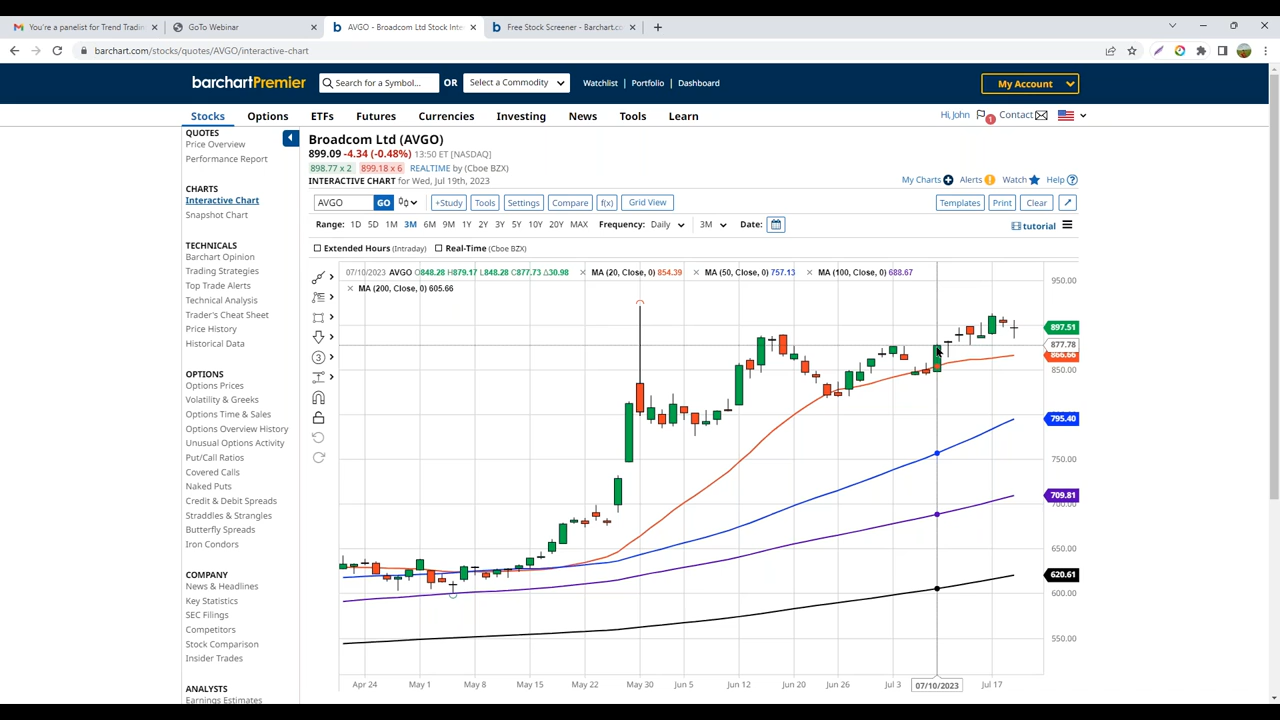 You're a panelist for Trend Tradin
GoTo Webinar
AVGO - Broadcom Ltd Stock Inte
Free Stock Screener - Barchart.co
barchart.com/stocks/quotes/AVGO/interactive-chart
barchartPremier
Search for a Symbol...
OR
Select a Commodity
Watchlist
Portfolio
Dashboard
My Account
Stocks
Options
ETFs
Futures
Currencies
Investing
News
Tools
Learn
Hi, John
1
Contact
QUOTES
Price Overview
Performance Report
CHARTS
Interactive Chart
Snapshot Chart
TECHNICALS
Barchart Opinion
Trading Strategies
Top Trade Alerts
Technical Analysis
Trader's Cheat Sheet
Price History
Historical Data
OPTIONS
Options Prices
Volatility & Greeks
Options Time & Sales
Options Overview History
Unusual Options Activity
Put/Call Ratios
Covered Calls
Naked Puts
Credit & Debit Spreads
Straddles & Strangles
Butterfly Spreads
Iron Condors
COMPANY
News & Headlines
Key Statistics
SEC Filings
Competitors
Stock Comparison
Insider Trades
ANALYSTS
Earnings Estimates
Broadcom Ltd (AVGO)
899.09 -4.34 (-0.48%) 13:50 ET [NASDAQ]
898.77 x 2 899.18 x 6 REALTIME by (Cboe BZX)
INTERACTIVE CHART for Wed, Jul 19th, 2023
My Charts
Alerts
Watch
Help
AVGO
GO
+Study
Tools
Settings
Compare
f(x)
Grid View
Templates
Print
Clear
Range: 1D 5D 1M 3M 6M 9M 1Y 2Y 3Y 5Y 10Y 20Y MAX
Frequency: Daily
3M
Date:
tutorial
Extended Hours (Intraday)
Real-Time (Cboe BZX)
07/10/2023 AVGO O848.28 H879.17 L848.28 C877.73 Δ30.98
MA (20, Close, 0) 854.39
MA (50, Close, 0) 757.13
MA (100, Close, 0) 688.67
MA (200, Close, 0) 605.66
3
950.00
897.51
877.78
866.66
850.00
795.40
750.00
709.81
700.00
650.00
620.61
600.00
550.00
Apr 24
May 1
May 8
May 15
May 22
May 30
Jun 5
Jun 12
Jun 20
Jun 26
Jul 3
07/10/2023
Jul 17